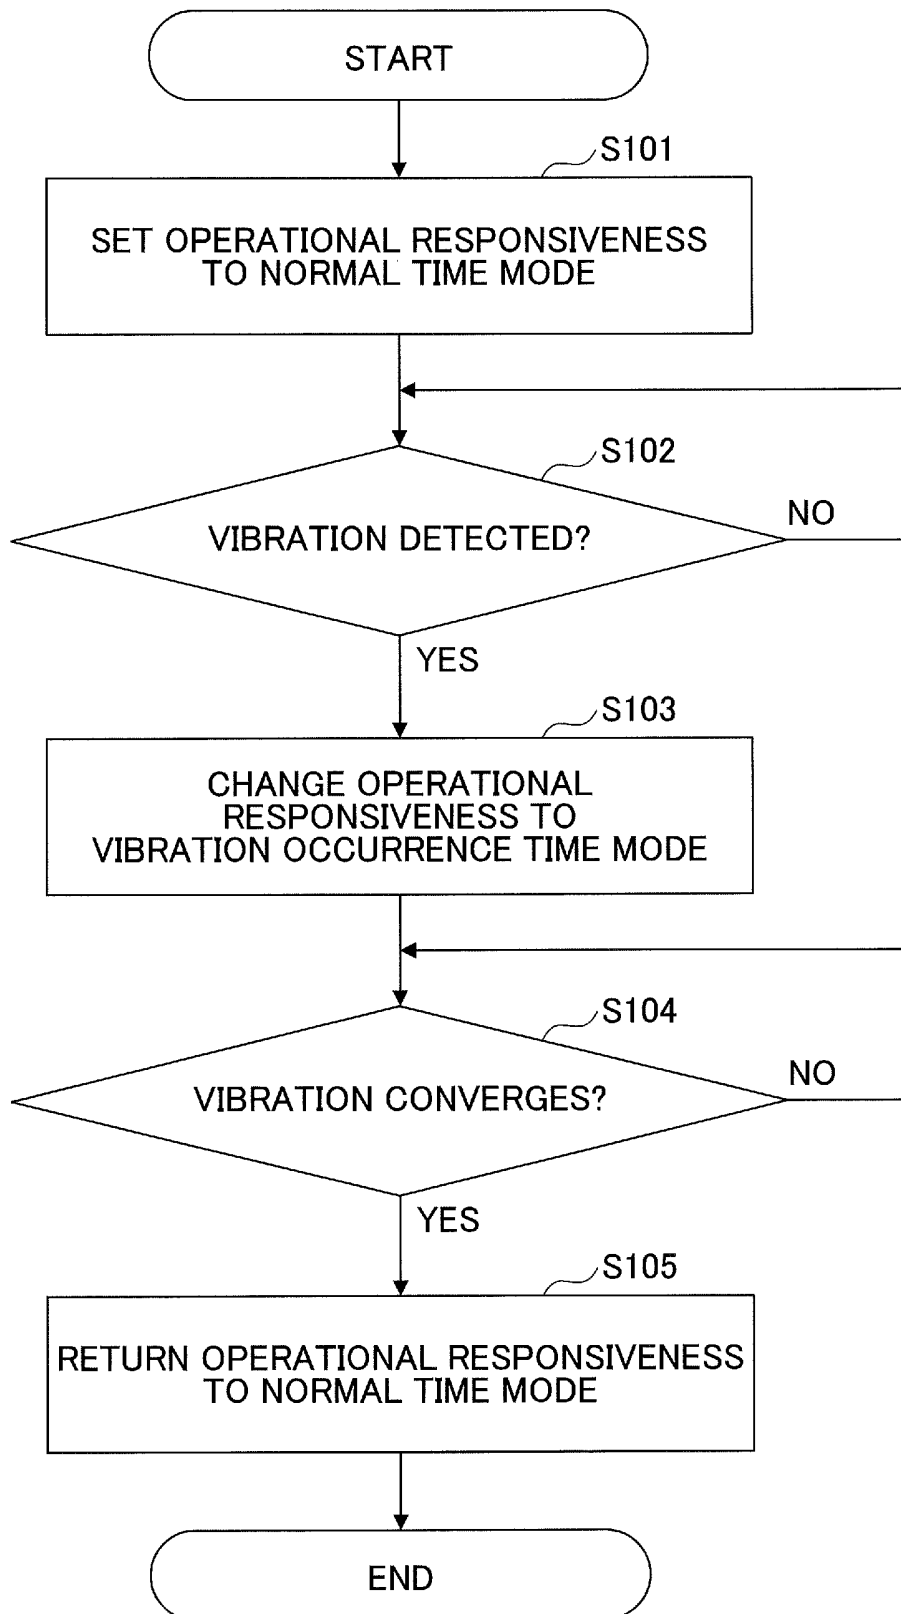 START
S101
SET OPERATIONAL RESPONSIVENESS
TO NORMAL TIME MODE
S102
VIBRATION DETECTED?
NO
YES
S103
CHANGE OPERATIONAL
RESPONSIVENESS TO
VIBRATION OCCURRENCE TIME MODE
S104
VIBRATION CONVERGES?
NO
YES
S105
RETURN OPERATIONAL RESPONSIVENESS
TO NORMAL TIME MODE
END